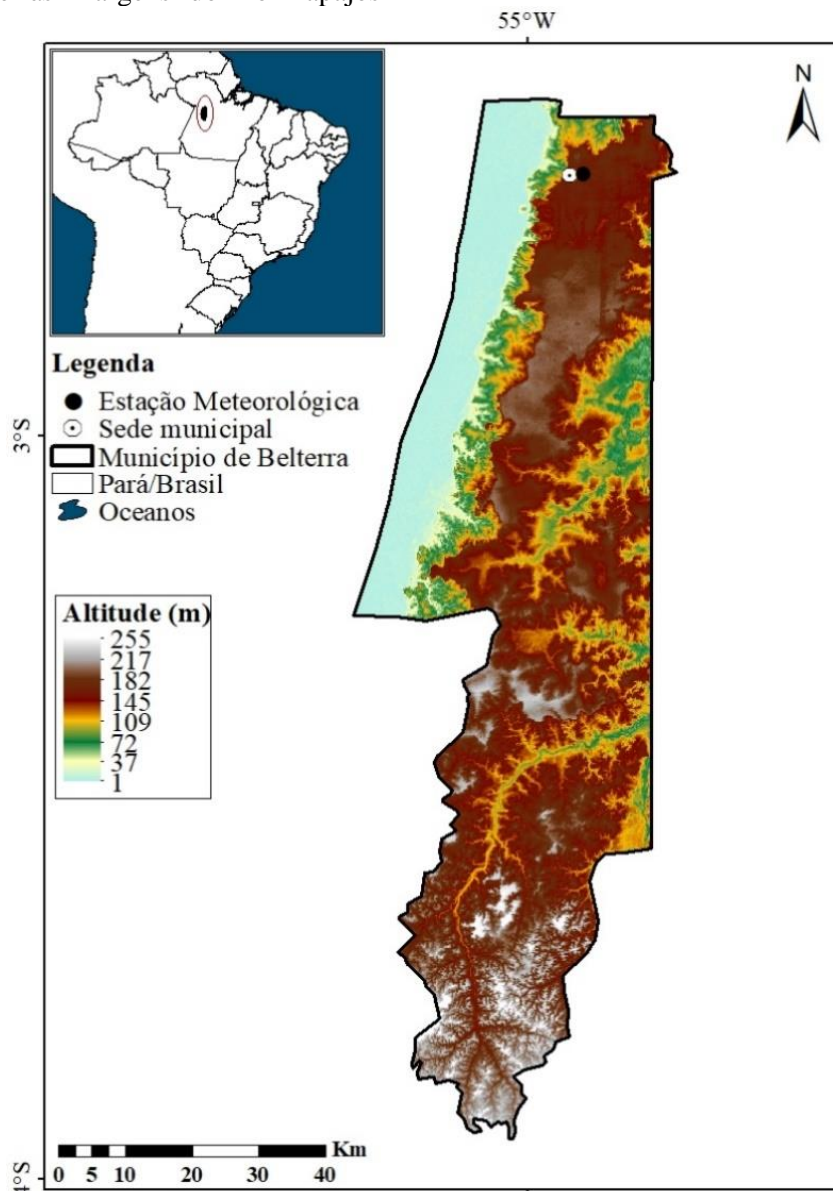 55°W
N
3°S
Legenda
Estação Meteorológica
Sede municipal
Município de Belterra
Pará/Brasil
Oceanos
Altitude (m)
255
217
182
145
109
72
37
1
Km
0 5 10 20 30 40
4°S